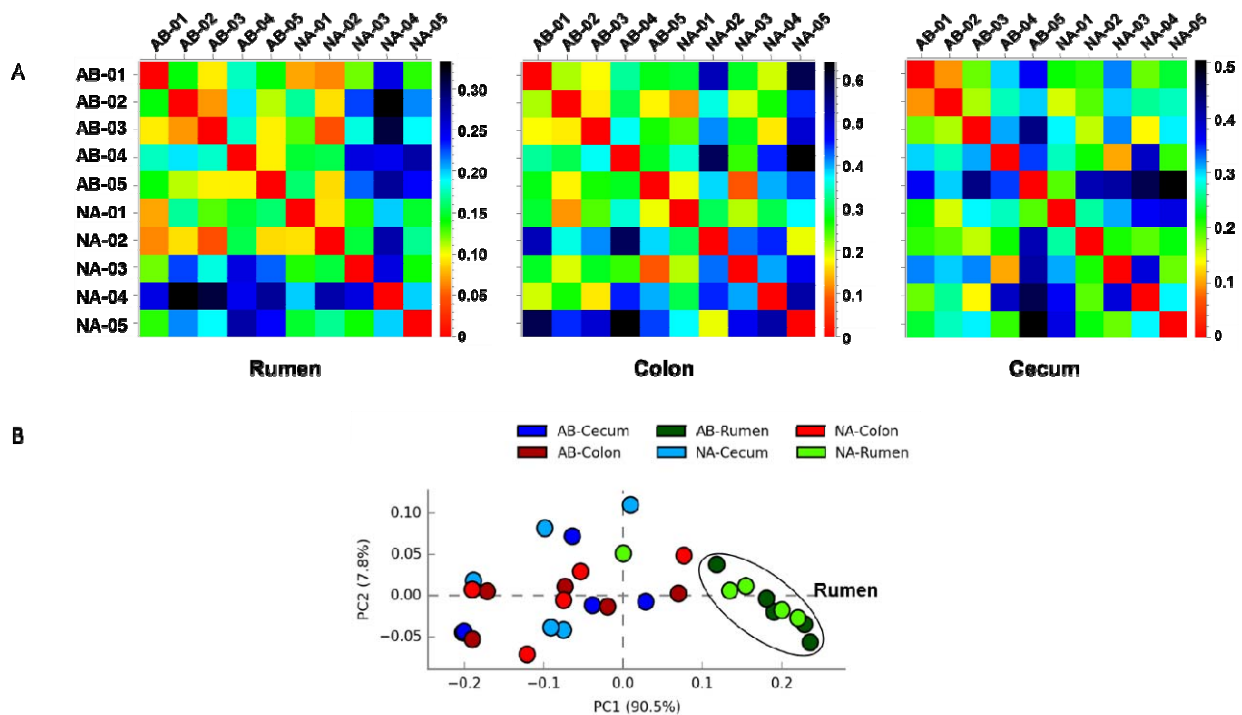 A
AB-01 AB-02 AB-03 AB-04 AB-05 NA-01 NA-02 NA-03 NA-04 NA-05
AB-01
AB-02
AB-03
AB-04
AB-05
NA-01
NA-02
NA-03
NA-04
NA-05
0.30
0.25
0.20
0.15
0.10
0.05
0
Rumen
AB-01 AB-02 AB-03 AB-04 AB-05 NA-01 NA-02 NA-03 NA-04 NA-05
0.6
0.5
0.4
0.3
0.2
0.1
0
Colon
AB-01 AB-02 AB-03 AB-04 AB-05 NA-01 NA-02 NA-03 NA-04 NA-05
0.5
0.4
0.3
0.2
0.1
0
Cecum
B
AB-Cecum AB-Rumen NA-Colon
AB-Colon NA-Cecum NA-Rumen
PC2 (7.8%)
0.10
0.05
0.00
−0.05
Rumen
−0.2 −0.1 0.0 0.1 0.2
PC1 (90.5%)